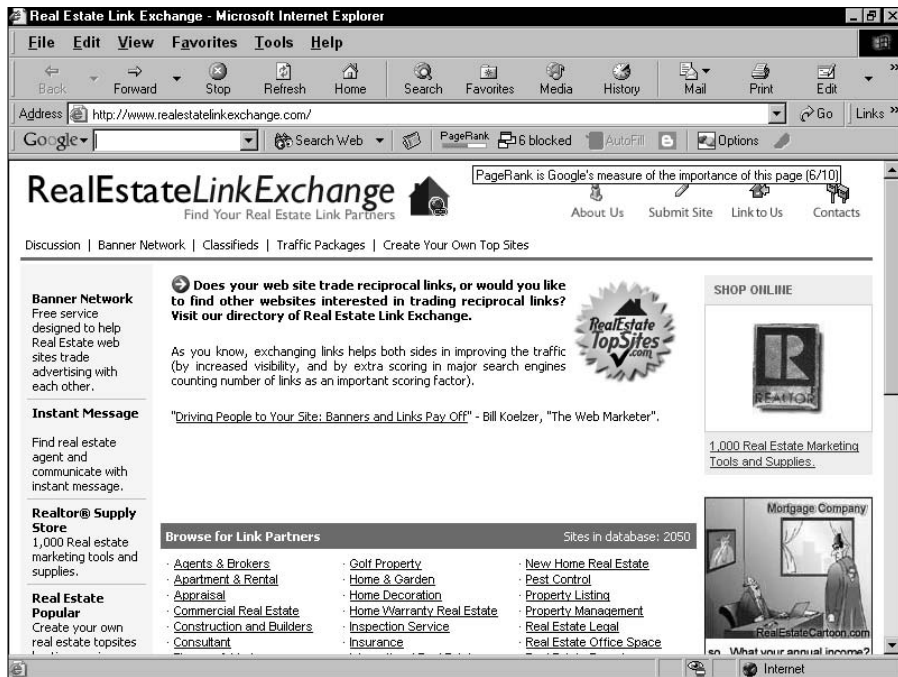 Real Estate Link Exchange - Microsoft Internet Explorer
File Edit View Favorites Tools Help
Back Forward Stop Refresh Home Search Favorites Media History Mail Print Edit »
Address http://www.realestatelinkexchange.com/ Go Links »
Google Search Web PageRank 6 blocked AutoFill Options
PageRank is Google's measure of the importance of this page (6/10)
RealEstateLinkExchange
Find Your Real Estate Link Partners
About Us Submit Site Link to Us Contacts
Discussion | Banner Network | Classifieds | Traffic Packages | Create Your Own Top Sites
Banner Network
Free service
designed to help
Real Estate web
sites trade
advertising with
each other.
Instant Message
Find real estate
agent and
communicate with
instant message.
Realtor® Supply
Store
1,000 Real estate
marketing tools and
supplies.
Real Estate
Popular
Create your own
real estate topsites
Does your web site trade reciprocal links, or would you like
to find other websites interested in trading reciprocal links?
Visit our directory of Real Estate Link Exchange.
As you know, exchanging links helps both sides in improving the traffic
(by increased visibility, and by extra scoring in major search engines
counting number of links as an important scoring factor).
"Driving People to Your Site: Banners and Links Pay Off" - Bill Koelzer, "The Web Marketer".
RealEstate
TopSites
.com
Browse for Link Partners Sites in database: 2050
· Agents & Brokers
· Apartment & Rental
· Appraisal
· Commercial Real Estate
· Construction and Builders
· Consultant
· Golf Property
· Home & Garden
· Home Decoration
· Home Warranty Real Estate
· Inspection Service
· Insurance
· New Home Real Estate
· Pest Control
· Property Listing
· Property Management
· Real Estate Legal
· Real Estate Office Space
SHOP ONLINE
R
REALTOR
1,000 Real Estate Marketing
Tools and Supplies.
Mortgage Company
RealEstateCartoon.com
so.. What your annual income?
Internet